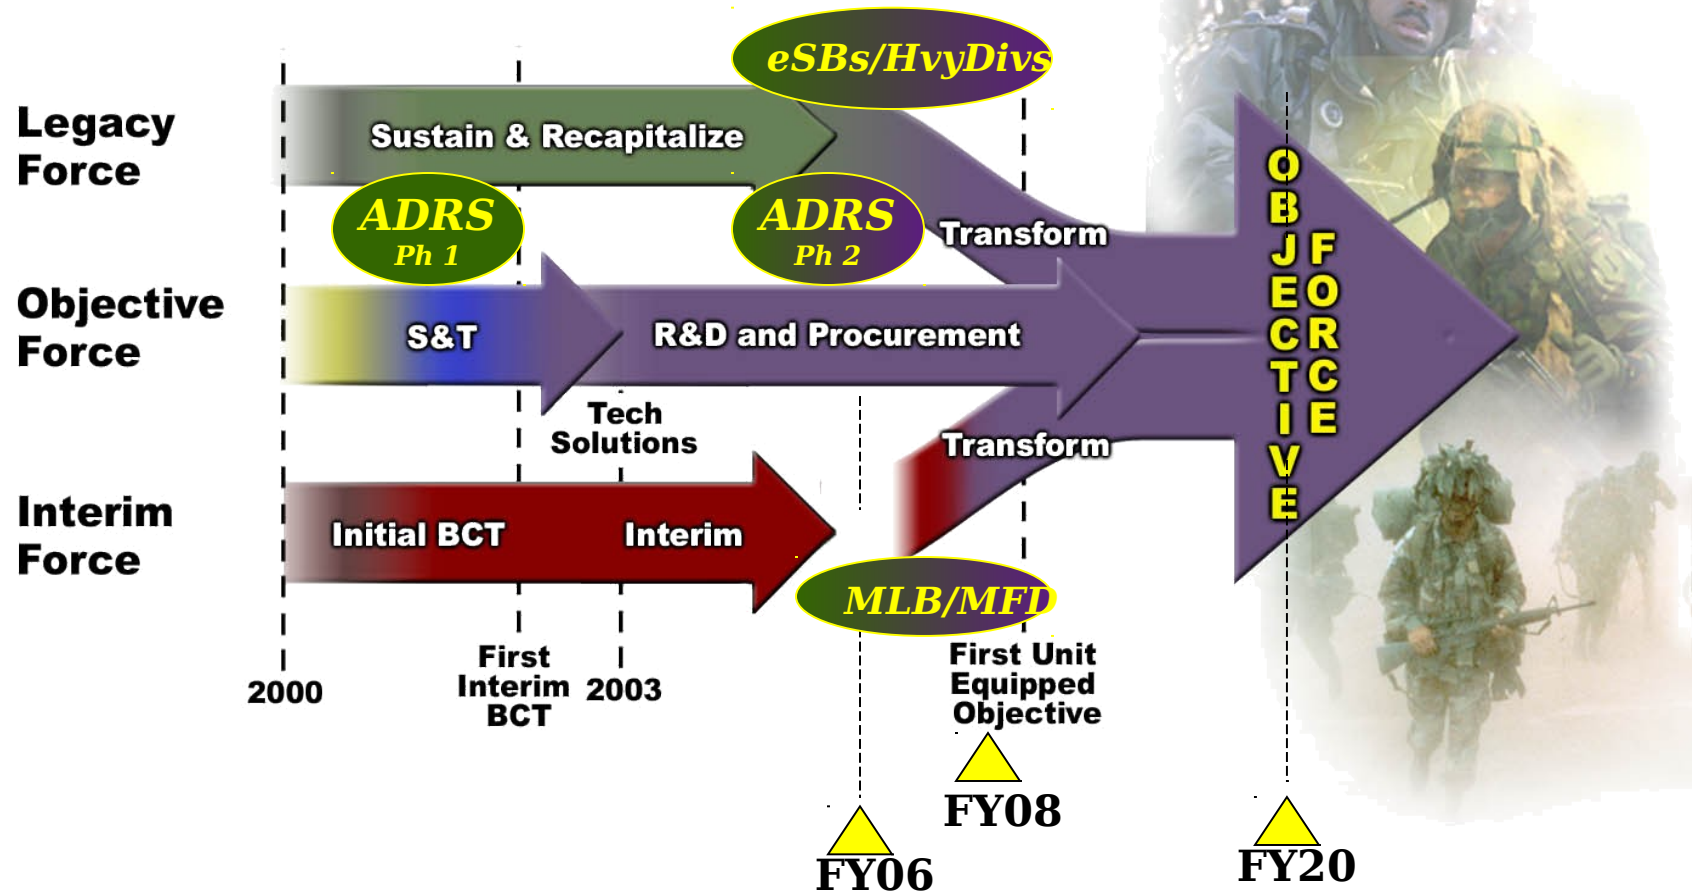 eSBs/HvyDivs
Legacy
Force
Sustain & Recapitalize
ADRS
Ph 1
ADRS
Ph 2
Transform
Objective
Force
S&T
R&D and Procurement
OBJECTIVE
FORCE
Tech
Solutions
Transform
Interim
Force
Initial BCT
Interim
MLB/MFD
2000
First
Interim
BCT
2003
First Unit
Equipped
Objective
FY08
FY06
FY20